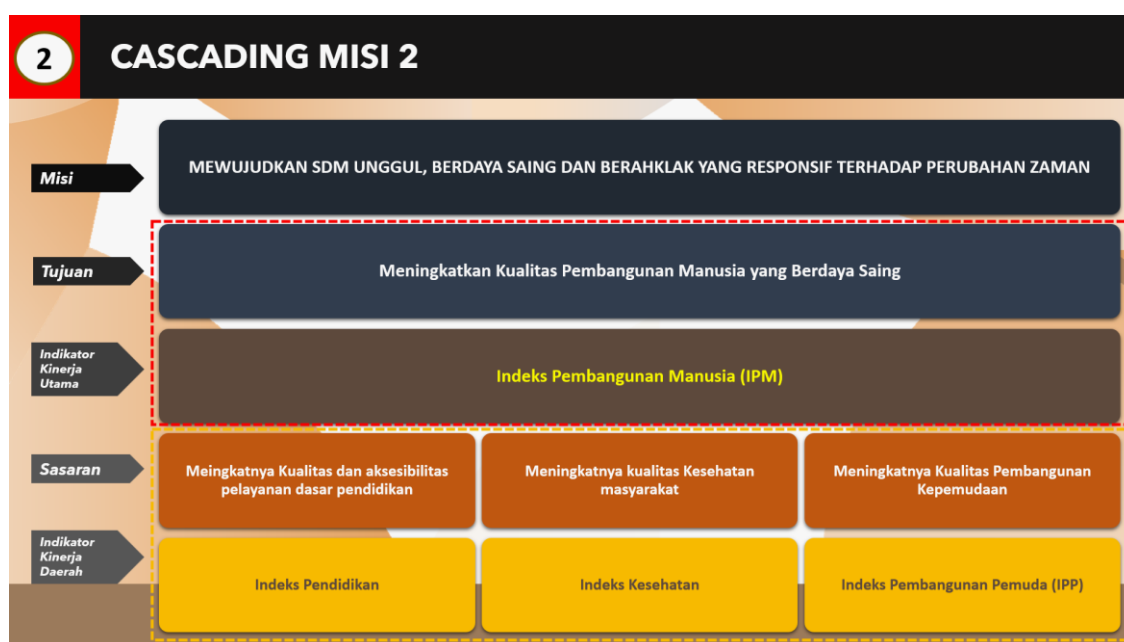 2
CASCADING MISI 2
Misi
MEWUJUDKAN SDM UNGGUL, BERDAYA SAING DAN BERAHKLAK YANG RESPONSIF TERHADAP PERUBAHAN ZAMAN
Tujuan
Meningkatkan Kualitas Pembangunan Manusia yang Berdaya Saing
Indikator
Kinerja
Utama
Indeks Pembangunan Manusia (IPM)
Sasaran
Meingkatnya Kualitas dan aksesibilitas
pelayanan dasar pendidikan
Meningkatnya kualitas Kesehatan
masyarakat
Meningkatnya Kualitas Pembangunan
Kepemudaan
Indikator
Kinerja
Daerah
Indeks Pendidikan
Indeks Kesehatan
Indeks Pembangunan Pemuda (IPP)